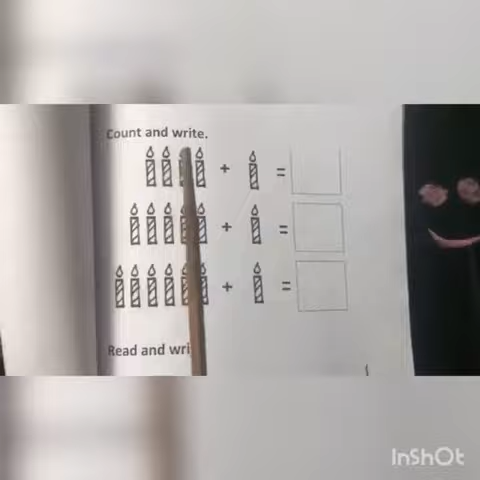 Count and write.
+ =
+ =
+ =
Read and wri
InShOt